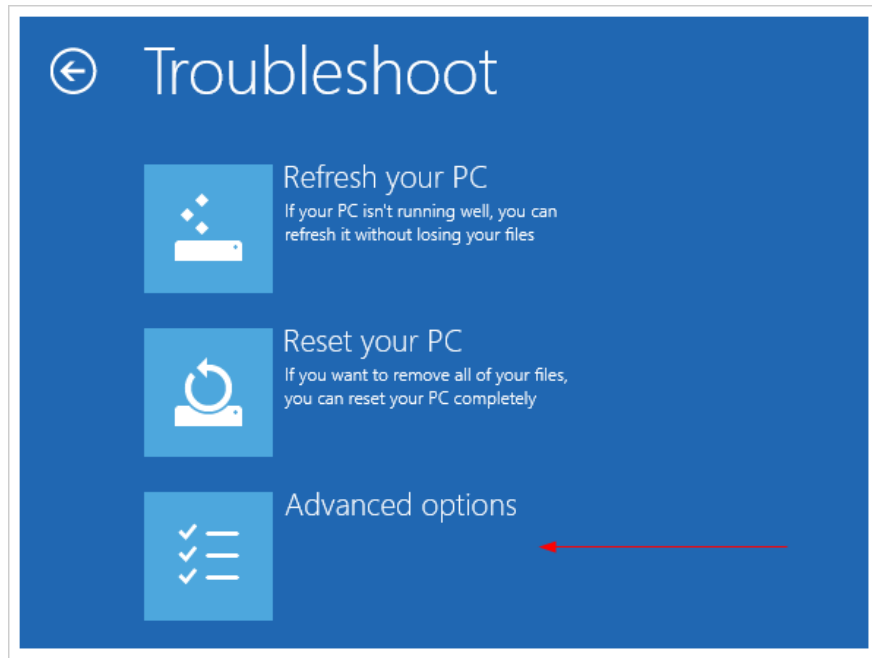 Troubleshoot
Refresh your PC
If your PC isn't running well, you can
refresh it without losing your files
Reset your PC
If you want to remove all of your files,
you can reset your PC completely
Advanced options